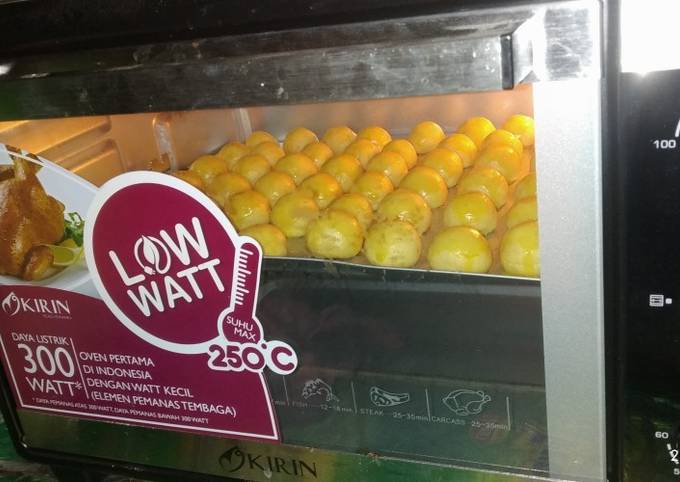 LOW
WATT
SUHU
MAX
250°C
KIRIN
DAYA LISTRIK
300
WATT*
OVEN PERTAMA
DI INDONESIA
DENGAN WATT KECIL
(ELEMEN PEMANAS TEMBAGA)
* DAYA PEMANAS ATAS 300 WATT, DAYA PEMANAS BAWAH 300 WATT
FISH 12-18min
STEAK 25-35min
CARCASS 25-35min
KIRIN
100
60